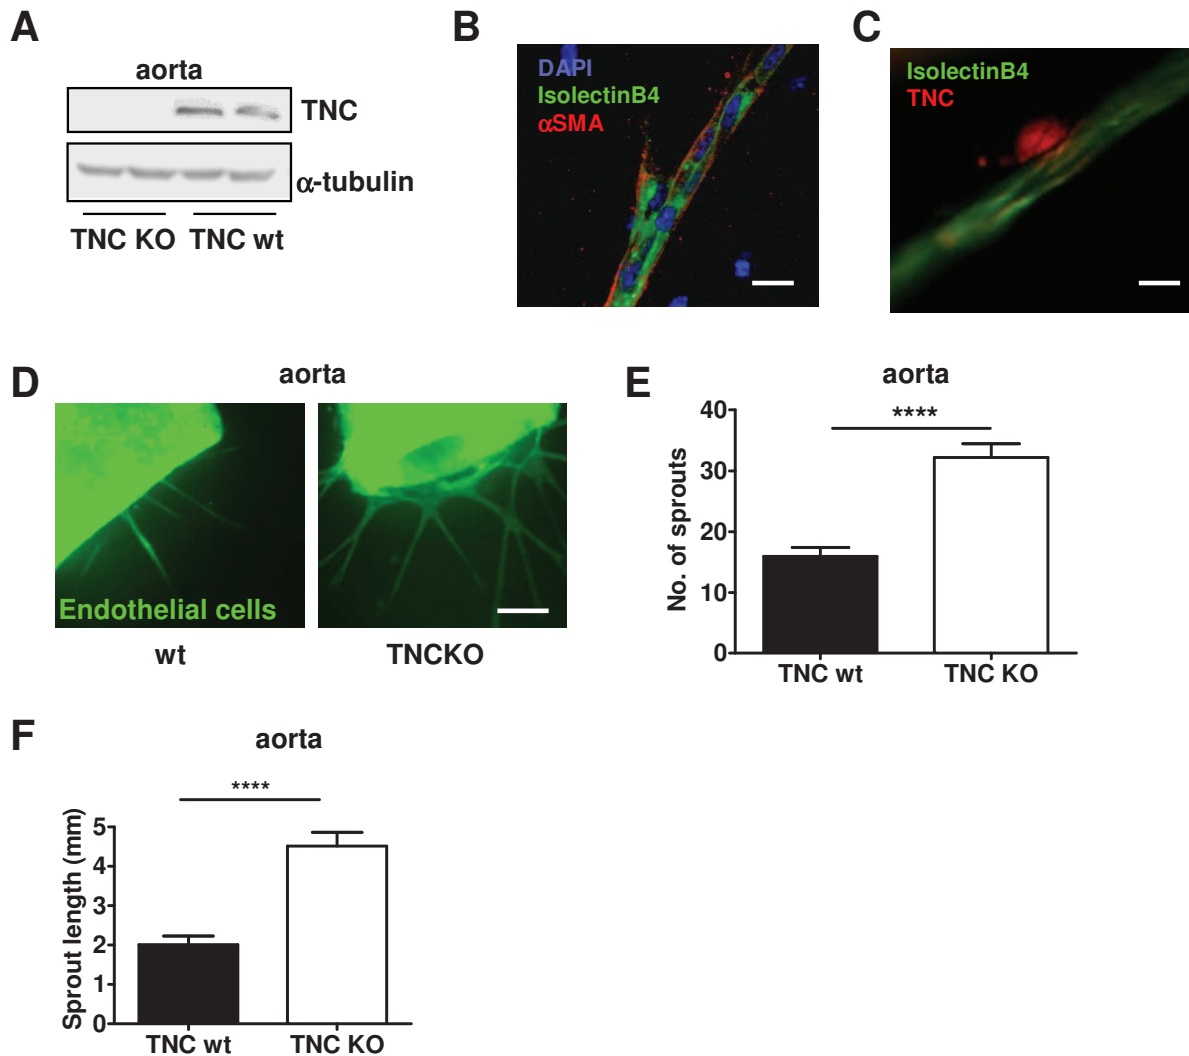 A
aorta
TNC
α-tubulin
TNC KO TNC wt
B
DAPI
IsolectinB4
αSMA
C
IsolectinB4
TNC
D
aorta
Endothelial cells
wt
TNCKO
E
aorta
****
No. of sprouts
40
30
20
10
0
TNC wt
TNC KO
F
aorta
****
Sprout length (mm)
5
4
3
2
1
0
TNC wt
TNC KO